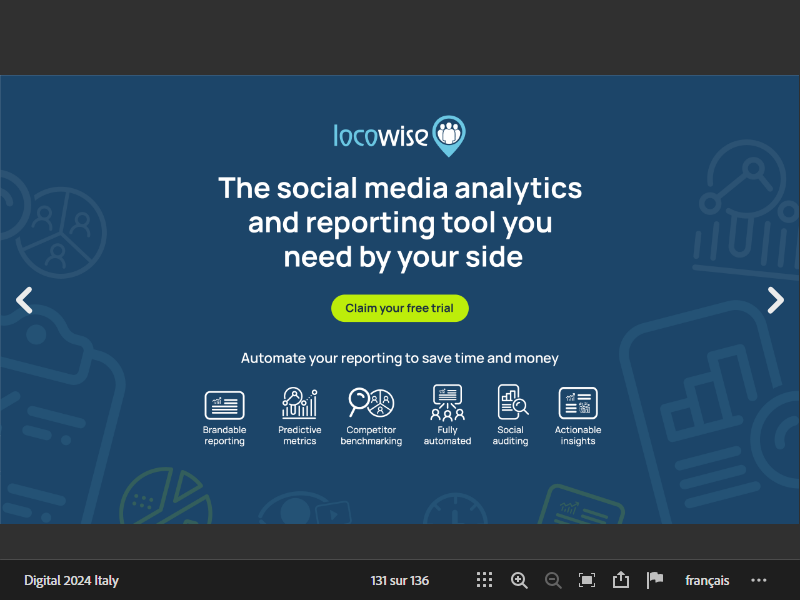 locowise
The social media analytics
and reporting tool you
need by your side
Claim your free trial
Automate your reporting to save time and money
Brandable
reporting
Predictive
metrics
Competitor
benchmarking
Fully
automated
Social
auditing
Actionable
insights
Digital 2024 Italy
131 sur 136
français